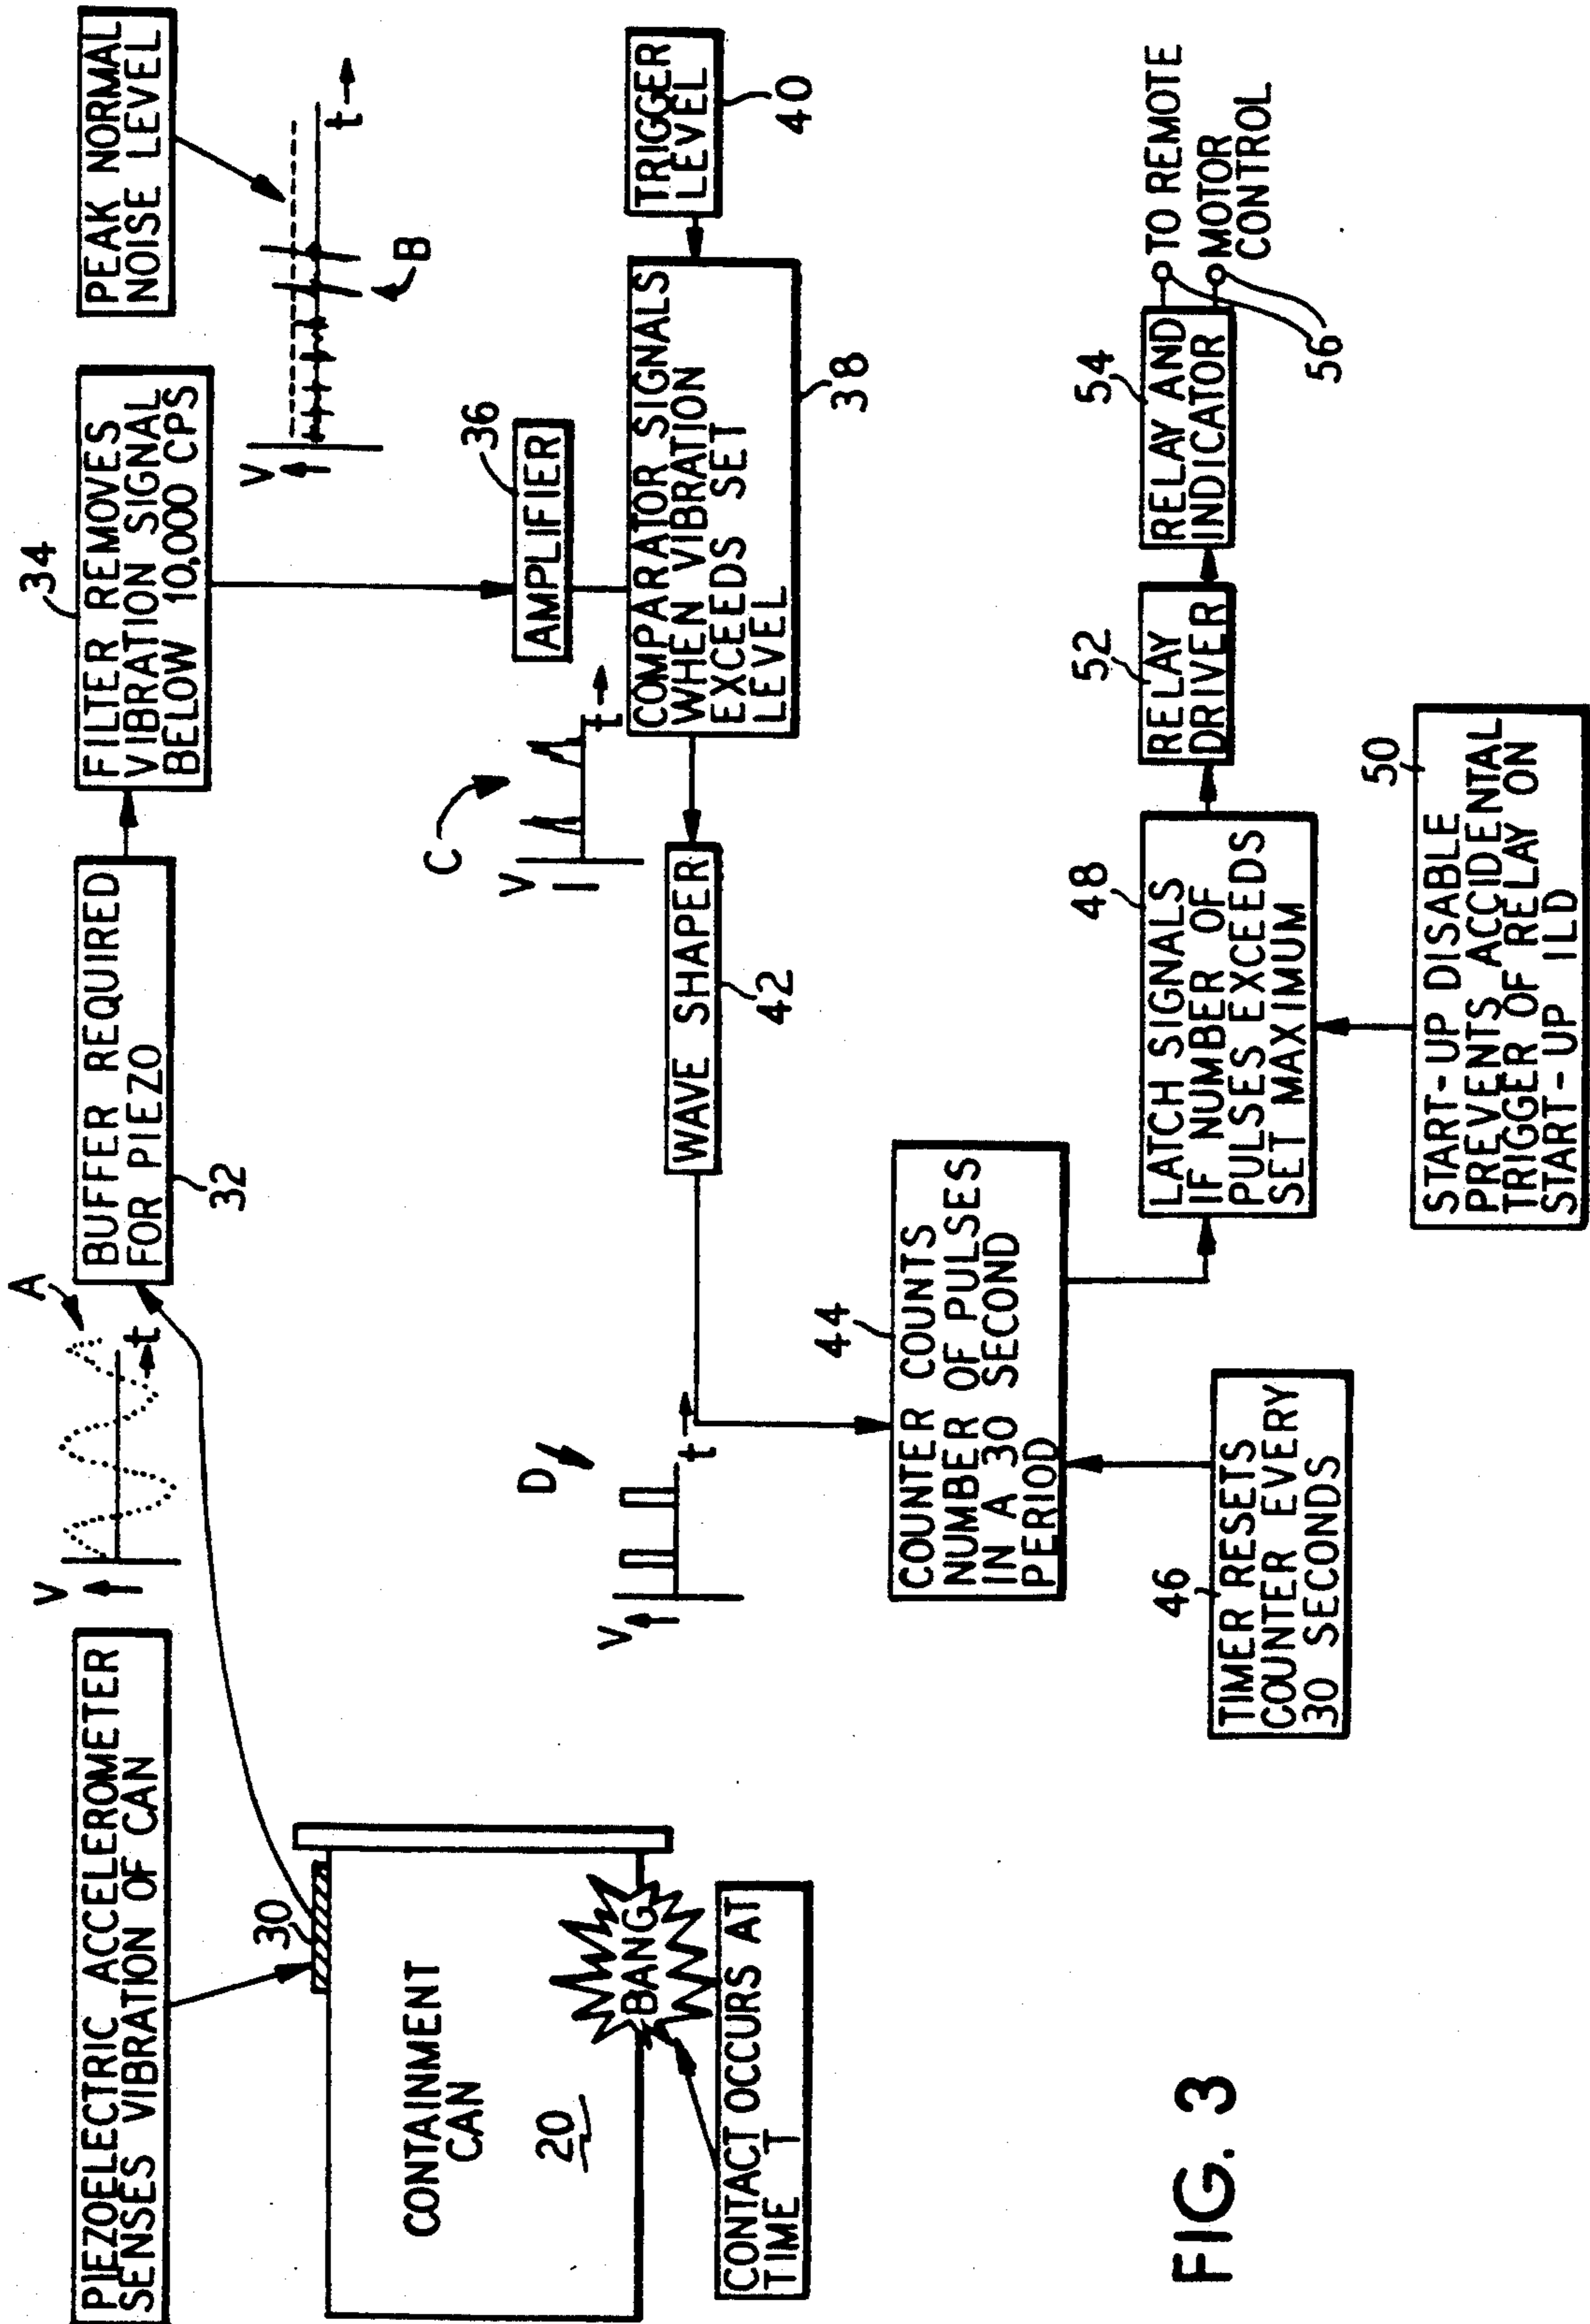 PIEZOELECTRIC ACCELEROMETER
SENSES VIBRATION OF CAN
V
A
t
BUFFER REQUIRED
FOR PIEZO
32
34
FILTER REMOVES
VIBRATION SIGNAL
BELOW 10,000 CPS
PEAK NORMAL
NOISE LEVEL
V
t
B
30
CONTAINMENT
CAN
20
BANG
CONTACT OCCURS AT
TIME T
36
AMPLIFIER
C
V
t
COMPARATOR SIGNALS
WHEN VIBRATION
EXCEEDS SET
LEVEL
38
TRIGGER
LEVEL
40
WAVE SHAPER
42
D
V
t
44
COUNTER COUNTS
NUMBER OF PULSES
IN A 30 SECOND
PERIOD
46
TIMER RESETS
COUNTER EVERY
30 SECONDS
48
LATCH SIGNALS
IF NUMBER OF
PULSES EXCEEDS
SET MAXIMUM
50
START-UP DISABLE
PREVENTS ACCIDENTAL
TRIGGER OF RELAY ON
START-UP ILD
52
RELAY
DRIVER
54
RELAY AND
INDICATOR
TO REMOTE
MOTOR
CONTROL
56
FIG. 3